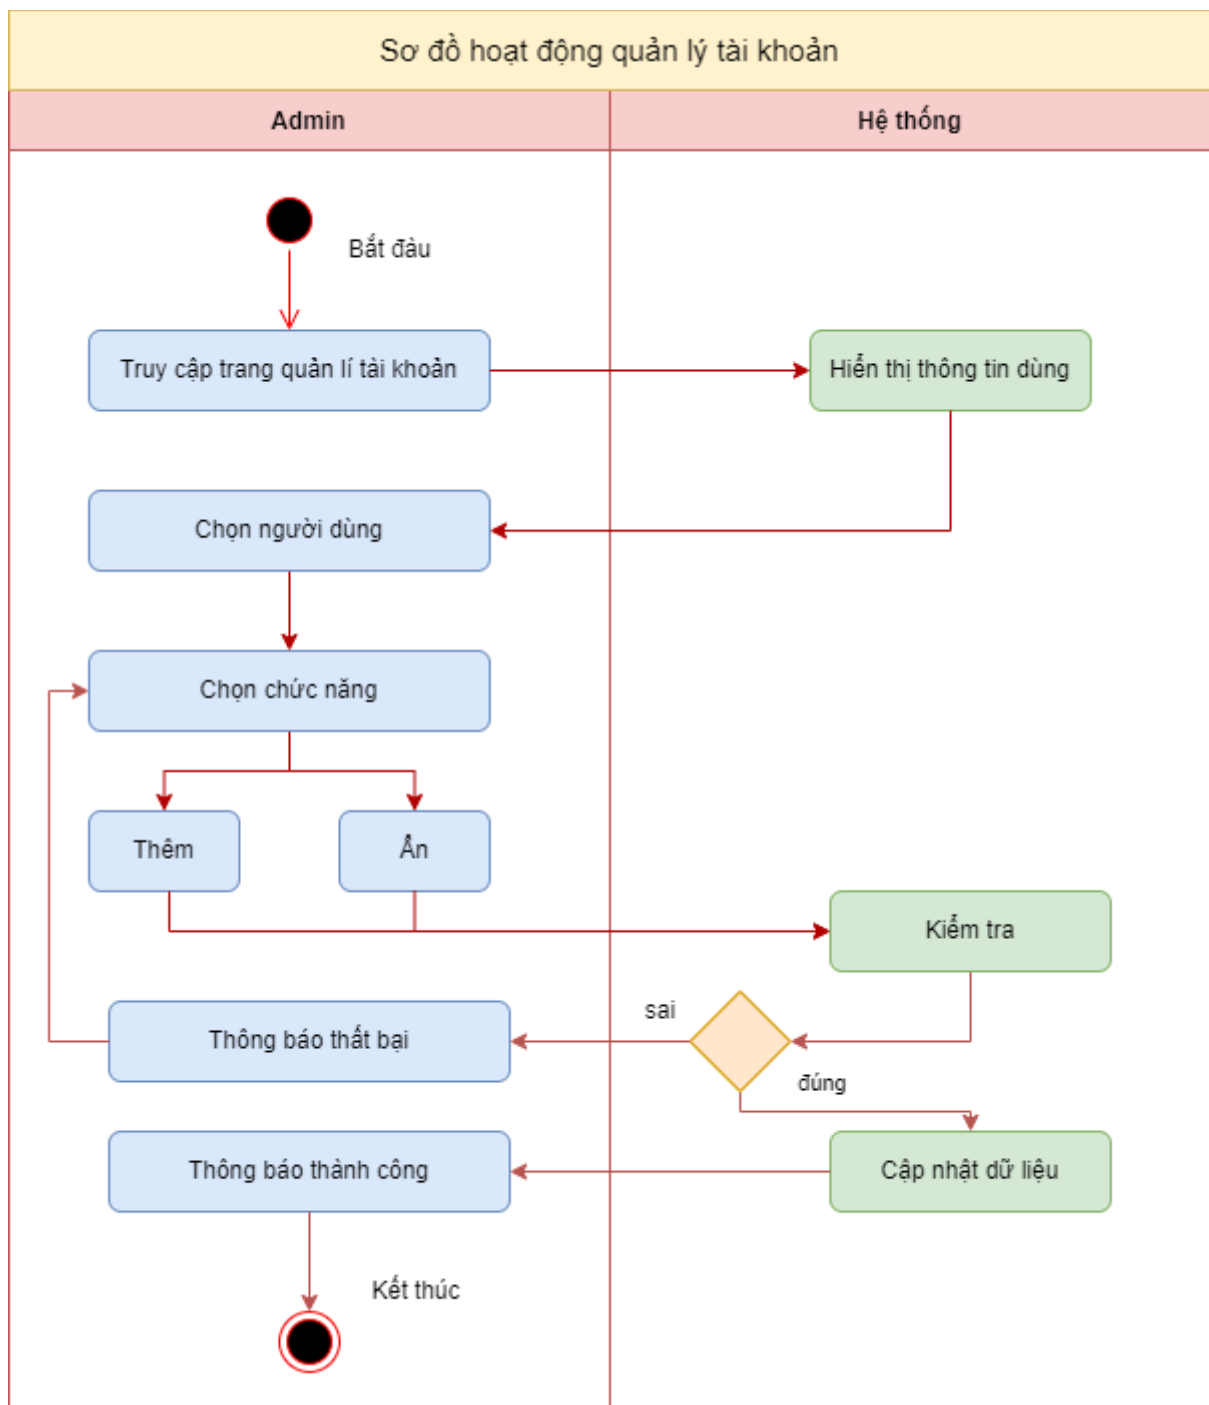 Sơ đồ hoạt động quản lý tài khoản
Admin
Hệ thống
Bắt đàu
Truy cập trang quản lí tài khoản
Hiển thị thông tin dùng
Chọn người dùng
Chọn chức năng
Thêm
Ẩn
Kiểm tra
sai
Thông báo thất bại
đúng
Thông báo thành công
Cập nhật dữ liệu
Kết thúc